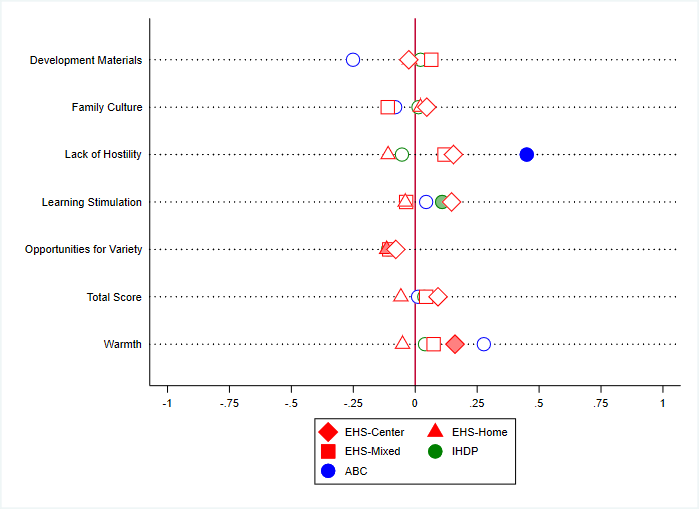 Development Materials
Family Culture
Lack of Hostility
Learning Stimulation
Opportunities for Variety
Total Score
Warmth
-1 -.75 -.5 -.25 0 .25 .5 .75 1
EHS-Center EHS-Home
EHS-Mixed IHDP
ABC